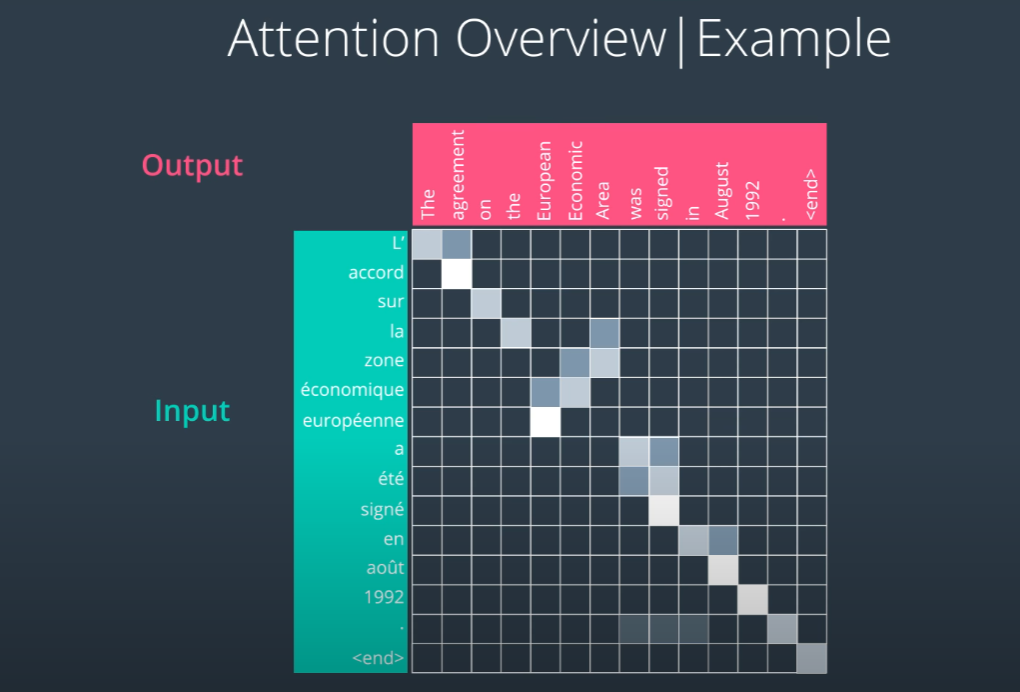 Attention Overview|Example
Output
The
agreement
on
the
European
Economic
Area
was
signed
in
August
1992
.
<end>
Input
L’
accord
sur
la
zone
économique
européenne
a
été
signé
en
août
1992
.
<end>